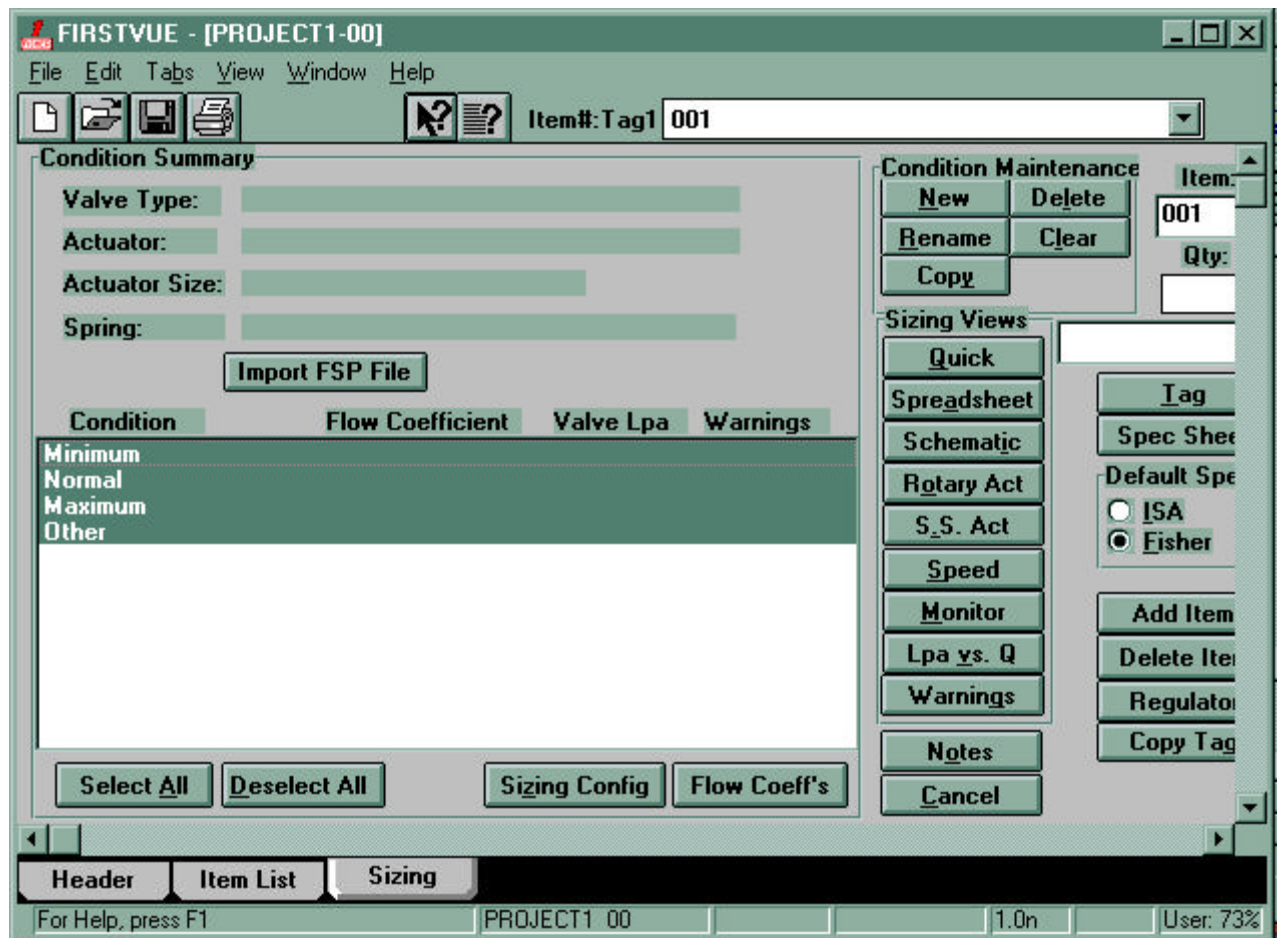 FIRSTVUE - [PROJECT1-00]
File Edit Tabs View Window Help
Item#:Tag1 001
Condition Summary
Valve Type:
Actuator:
Actuator Size:
Spring:
Import FSP File
Condition Flow Coefficient Valve Lpa Warnings
Minimum
Normal
Maximum
Other
Select All Deselect All Sizing Config Flow Coeff's
Condition Maintenance
New Delete
Rename Clear
Copy
Sizing Views
Quick
Spreadsheet
Schematic
Rotary Act
S.S. Act
Speed
Monitor
Lpa vs. Q
Warnings
Notes
Cancel
Item:
001
Qty:
Tag
Spec Shee
Default Spe
ISA
Fisher
Add Item
Delete Ite
Regulator
Copy Tag
Header Item List Sizing
For Help, press F1 PROJECT1 00 1.0n User: 73%